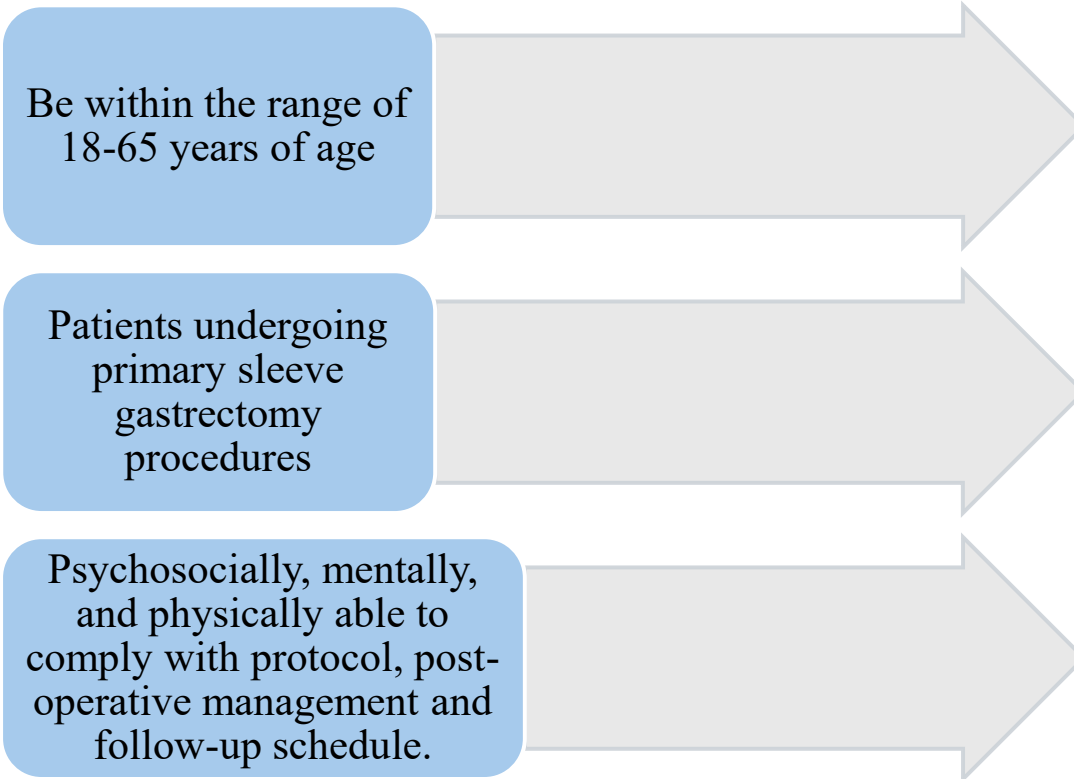 Be within the range of
18-65 years of age
Patients undergoing
primary sleeve
gastrectomy
procedures
Psychosocially, mentally,
and physically able to
comply with protocol, post-
operative management and
follow-up schedule.